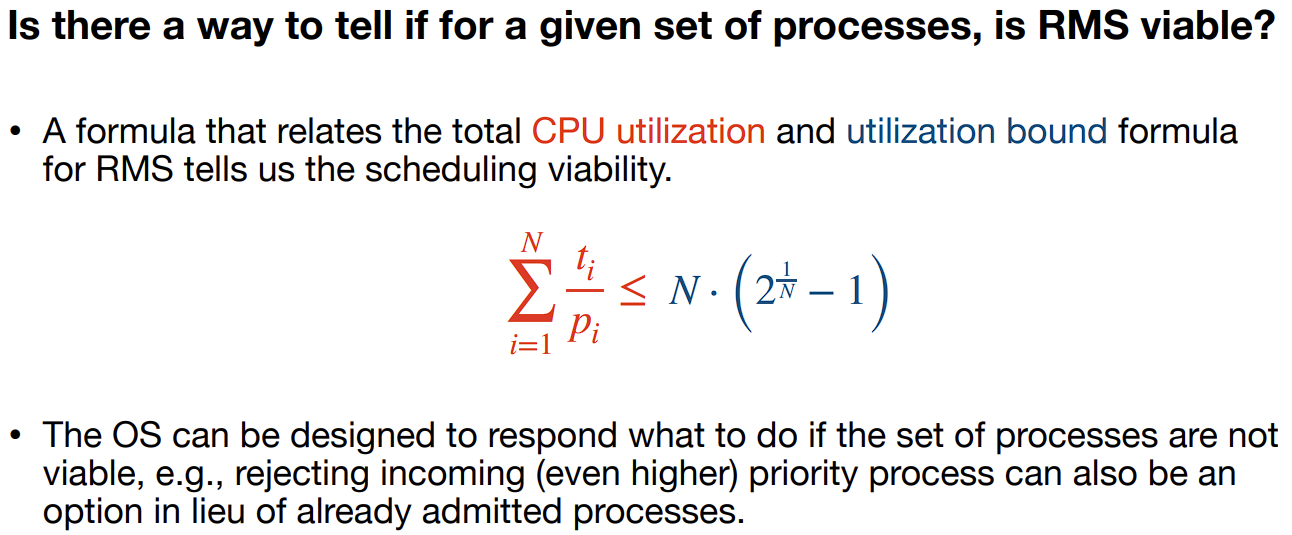 Is there a way to tell if for a given set of processes, is RMS viable?
• A formula that relates the total CPU utilization and utilization bound formula
for RMS tells us the scheduling viability.
$\sum_{i=1}^{N} \frac{t_i}{p_i} \leq N \cdot \left(2^{\frac{1}{N}} - 1\right)$
• The OS can be designed to respond what to do if the set of processes are not
viable, e.g., rejecting incoming (even higher) priority process can also be an
option in lieu of already admitted processes.